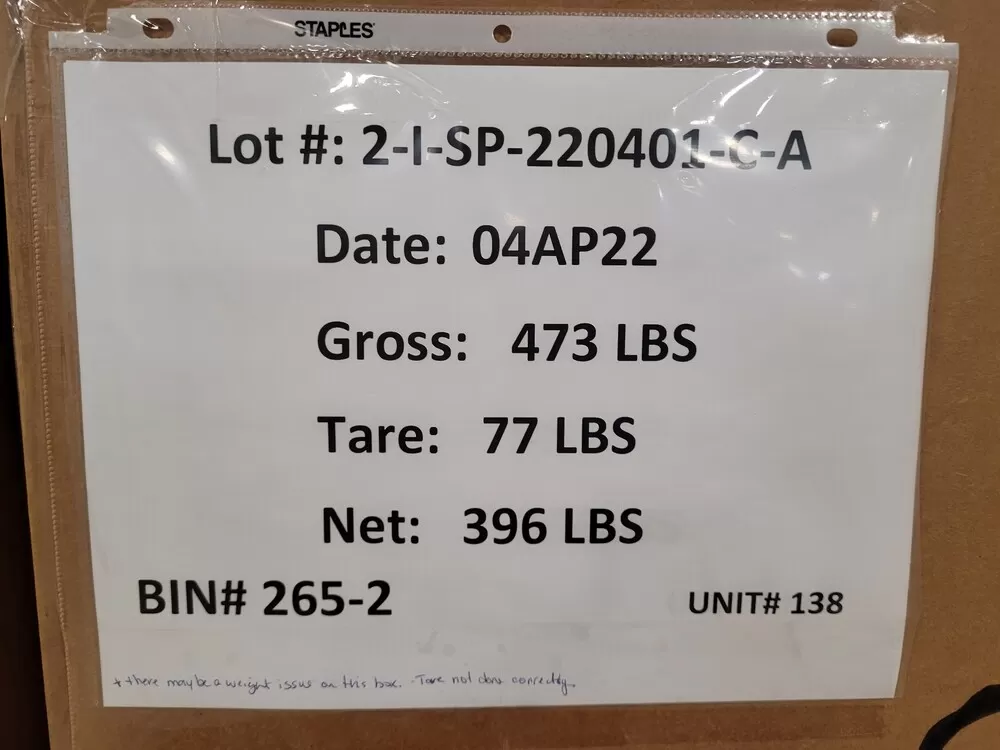 STAPLES
Lot #: 2-I-SP-220401-C-A
Date: 04AP22
Gross: 473 LBS
Tare: 77 LBS
Net: 396 LBS
BIN# 265-2 UNIT# 138
* there may be a weight issue on this box. Tare not done correctly.